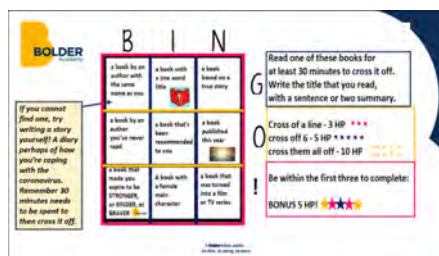 BOLDER
Academy
B I N
G
O
!
a book by an
author with
the same
name as you
a book with
a one word
title
a book
based on a
true story
a book by an
author
you've never
read
a book that's
been
recommended
to you
a book
published
this year
a book that
made you
aspire to be
STRONGER,
or KINDER, or
BRAVER
A book with
a female
main
character
a book that
was turned
into a film
or TV series.
If you cannot
find one, try
writing a story
yourself! A diary
perhaps of how
you're coping
with the
coronavirus.
Remember 30
minutes needs
to be spent to
then cross it off.
Read one of these books for
at least 30 minutes to cross it off.
Write the title that you read,
with a sentence or two summary.
Cross of a line - 3 HP
cross off 6 - 5 HP
cross them all off - 10 HP
Be within the first three to complete:
BONUS 5 HP!